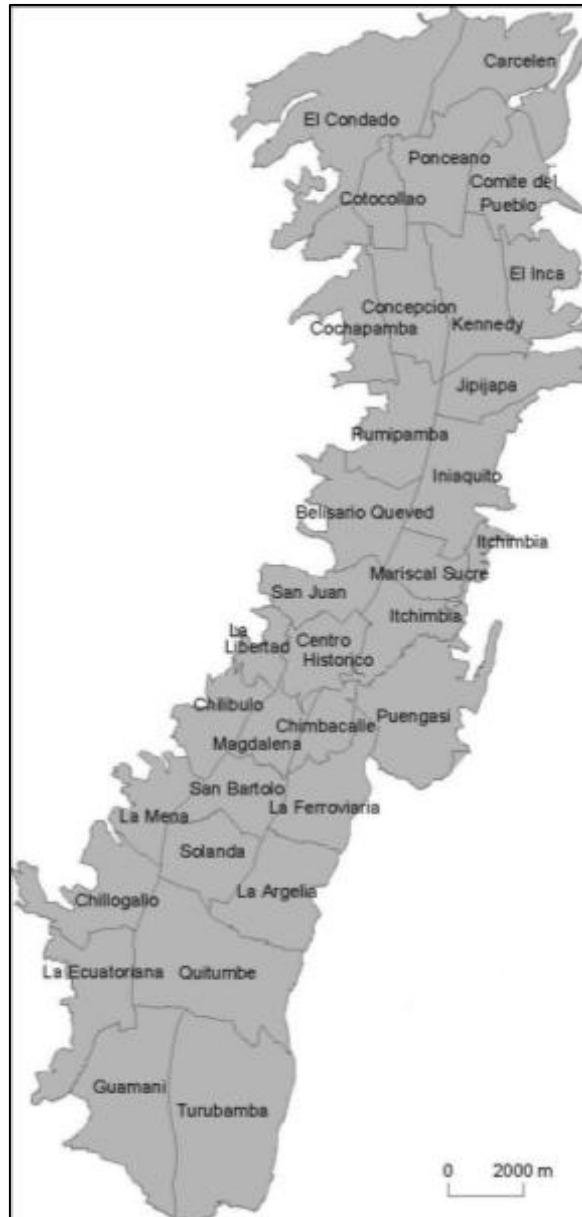 Carcelen
El Condado
Ponceano
Comite del
Pueblo
Cotocollao
El Inca
Concepcion
Cochapamba
Kennedy
Jipijapa
Rumipamba
Iniaquito
Belisario Queved
Itchimbia
Mariscal Sucre
San Juan
Itchimbia
La
Libertad
Centro
Historico
Chilibulo
Puengasi
Chimbacalle
Magdalena
San Bartolo
La Ferroviaria
La Mena
Solanda
La Argelia
Chillogallo
La Ecuatoriana
Quitumbe
Guamani
Turubamba
0 2000 m